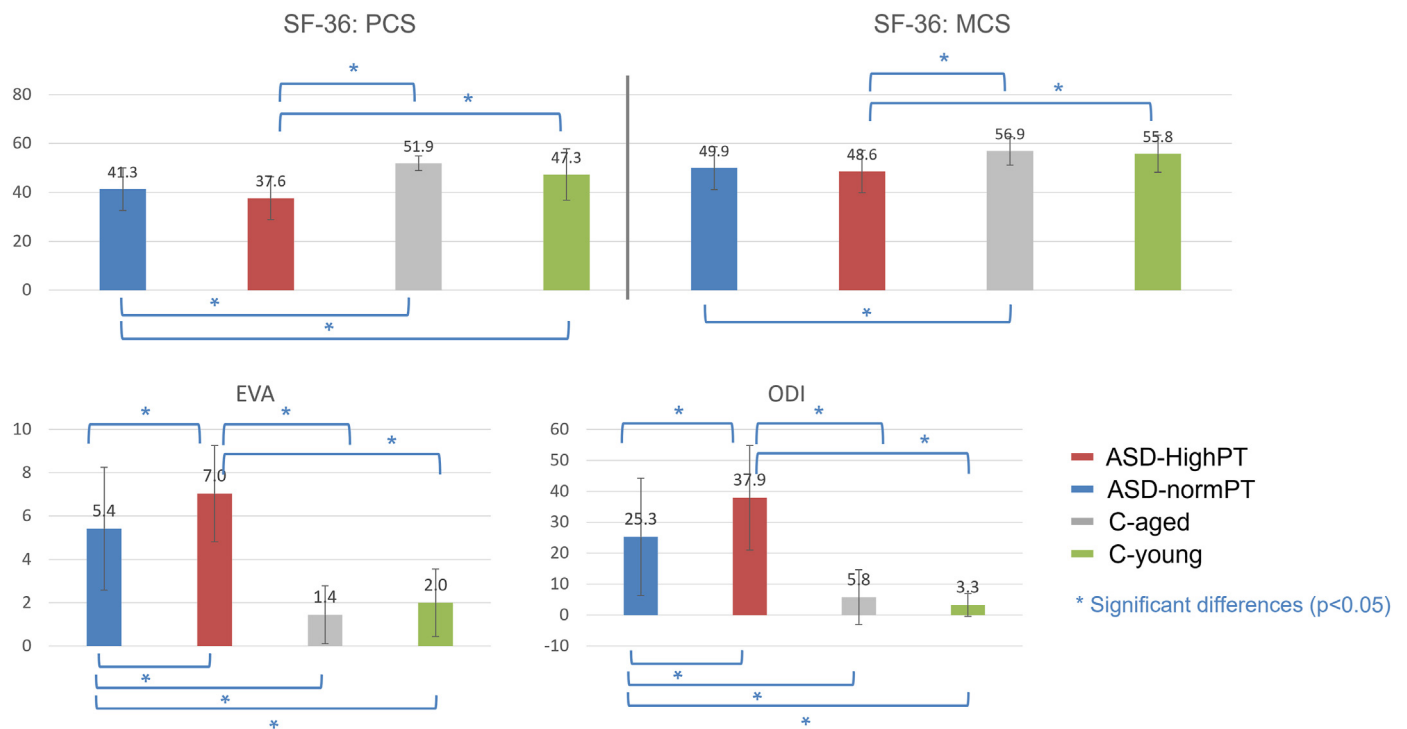 SF-36: PCS
SF-36: MCS
* *
* *
80
60
40
20
0
41.3 37.6 51.9 47.3
49.9 48.6 56.9 55.8
*
*
*
EVA
ODI
* * *
* * *
10
8
6
4
2
0
5.4 7.0 1.4 2.0
60
50
40
30
20
10
0
-10
25.3 37.9 5.8 3.3
*
*
*
*
*
*
ASD-HighPT
ASD-normPT
C-aged
C-young
* Significant differences (p<0.05)